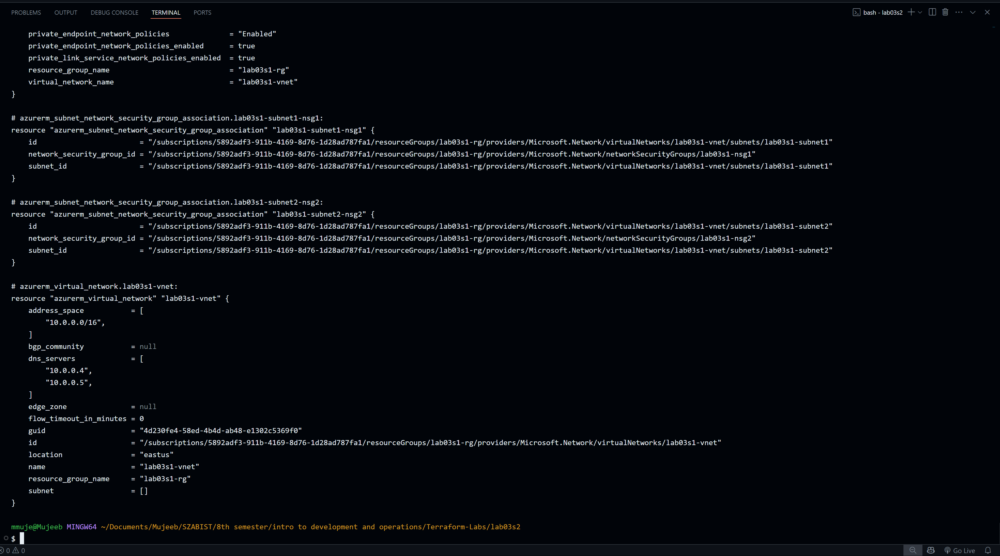 PROBLEMS OUTPUT DEBUG CONSOLE TERMINAL PORTS bash - lab03s2
    private_endpoint_network_policies              = "Enabled"
    private_endpoint_network_policies_enabled      = true
    private_link_service_network_policies_enabled  = true
    resource_group_name                            = "lab03s1-rg"
    virtual_network_name                           = "lab03s1-vnet"
}
# azurerm_subnet_network_security_group_association.lab03s1-subnet1-nsg1:
resource "azurerm_subnet_network_security_group_association" "lab03s1-subnet1-nsg1" {
    id                        = "/subscriptions/5892adf3-911b-4169-8d76-1d28ad787fa1/resourceGroups/lab03s1-rg/providers/Microsoft.Network/virtualNetworks/lab03s1-vnet/subnets/lab03s1-subnet1"
    network_security_group_id = "/subscriptions/5892adf3-911b-4169-8d76-1d28ad787fa1/resourceGroups/lab03s1-rg/providers/Microsoft.Network/networkSecurityGroups/lab03s1-nsg1"
    subnet_id                 = "/subscriptions/5892adf3-911b-4169-8d76-1d28ad787fa1/resourceGroups/lab03s1-rg/providers/Microsoft.Network/virtualNetworks/lab03s1-vnet/subnets/lab03s1-subnet1"
}
# azurerm_subnet_network_security_group_association.lab03s1-subnet2-nsg2:
resource "azurerm_subnet_network_security_group_association" "lab03s1-subnet2-nsg2" {
    id                        = "/subscriptions/5892adf3-911b-4169-8d76-1d28ad787fa1/resourceGroups/lab03s1-rg/providers/Microsoft.Network/virtualNetworks/lab03s1-vnet/subnets/lab03s1-subnet2"
    network_security_group_id = "/subscriptions/5892adf3-911b-4169-8d76-1d28ad787fa1/resourceGroups/lab03s1-rg/providers/Microsoft.Network/networkSecurityGroups/lab03s1-nsg2"
    subnet_id                 = "/subscriptions/5892adf3-911b-4169-8d76-1d28ad787fa1/resourceGroups/lab03s1-rg/providers/Microsoft.Network/virtualNetworks/lab03s1-vnet/subnets/lab03s1-subnet2"
}
# azurerm_virtual_network.lab03s1-vnet:
resource "azurerm_virtual_network" "lab03s1-vnet" {
    address_space           = [
        "10.0.0.0/16",
    ]
    bgp_community           = null
    dns_servers             = [
        "10.0.0.4",
        "10.0.0.5",
    ]
    edge_zone               = null
    flow_timeout_in_minutes = 0
    guid                    = "4d230fe4-58ed-4b4d-ab48-e1302c5369f0"
    id                      = "/subscriptions/5892adf3-911b-4169-8d76-1d28ad787fa1/resourceGroups/lab03s1-rg/providers/Microsoft.Network/virtualNetworks/lab03s1-vnet"
    location                = "eastus"
    name                    = "lab03s1-vnet"
    resource_group_name     = "lab03s1-rg"
    subnet                  = []
}
mmuje@Mujeeb MINGW64 ~/Documents/Mujeeb/SZABIST/8th semester/intro to development and operations/Terraform-Labs/lab03s2
$
0 0 Go Live